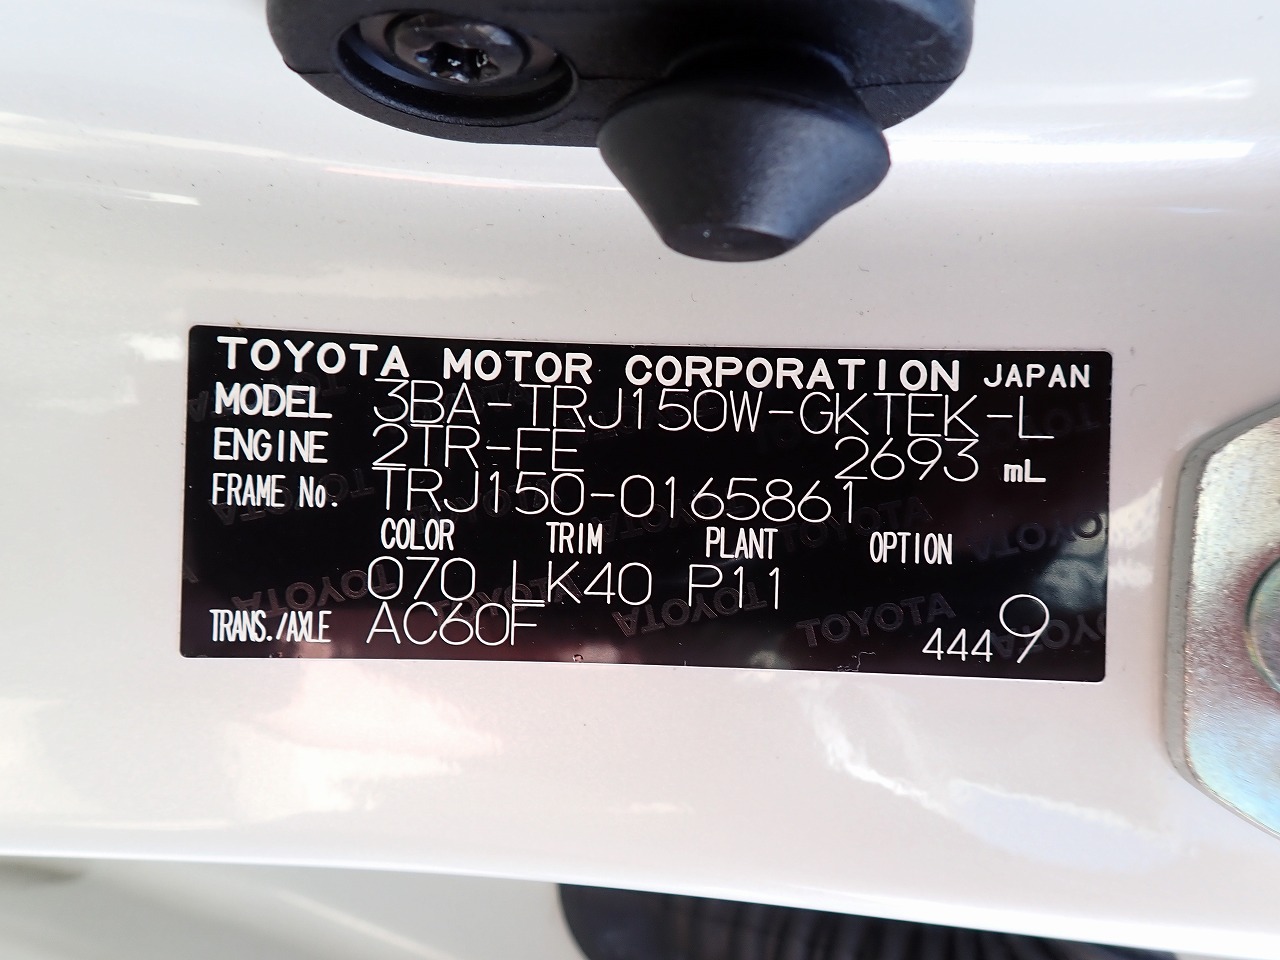 TOYOTA MOTOR CORPORATION JAPAN
MODEL 3BA-TRJ150W-GKTEK-L
ENGINE 2TR-FE 2693 mL
FRAME No. TRJ150-0165861
COLOR TRIM PLANT OPTION
070 LK40 P11
TRANS./AXLE AC60F
4449